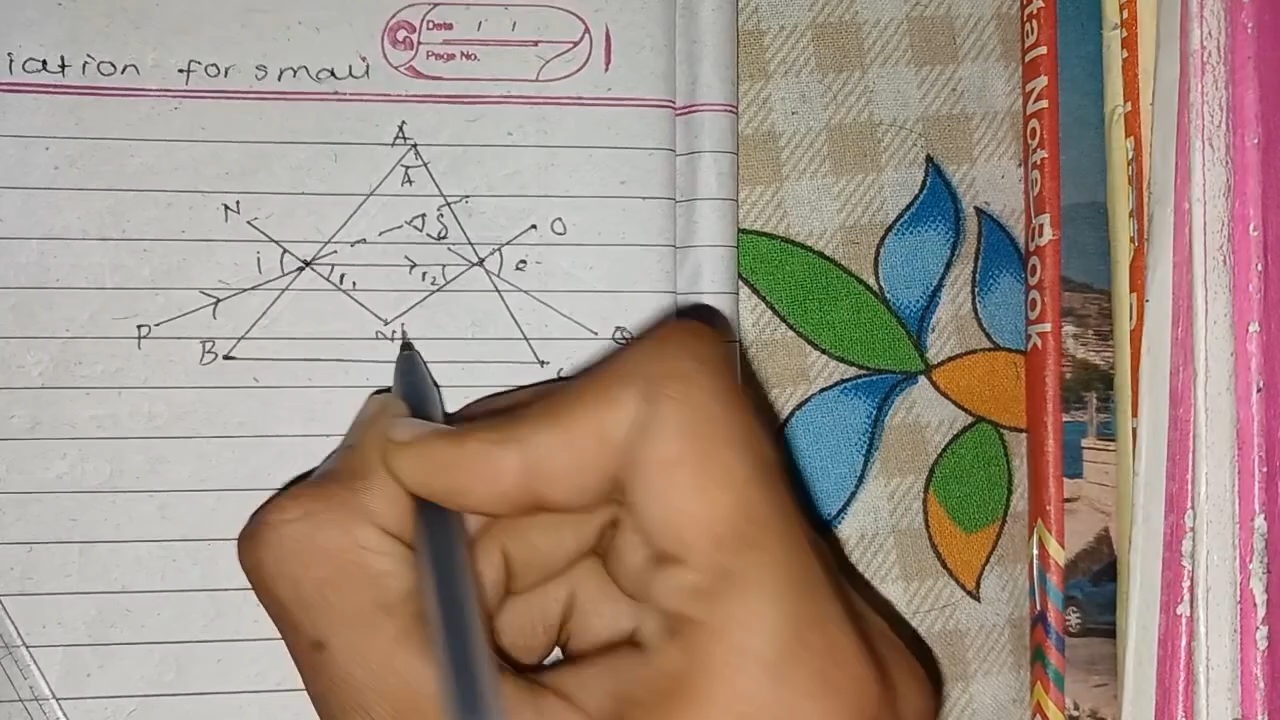 Date / /
Page No.
iation for small
A
A
N
δ
O
i
r1
r2
e
P
B
Q
tal Note Book